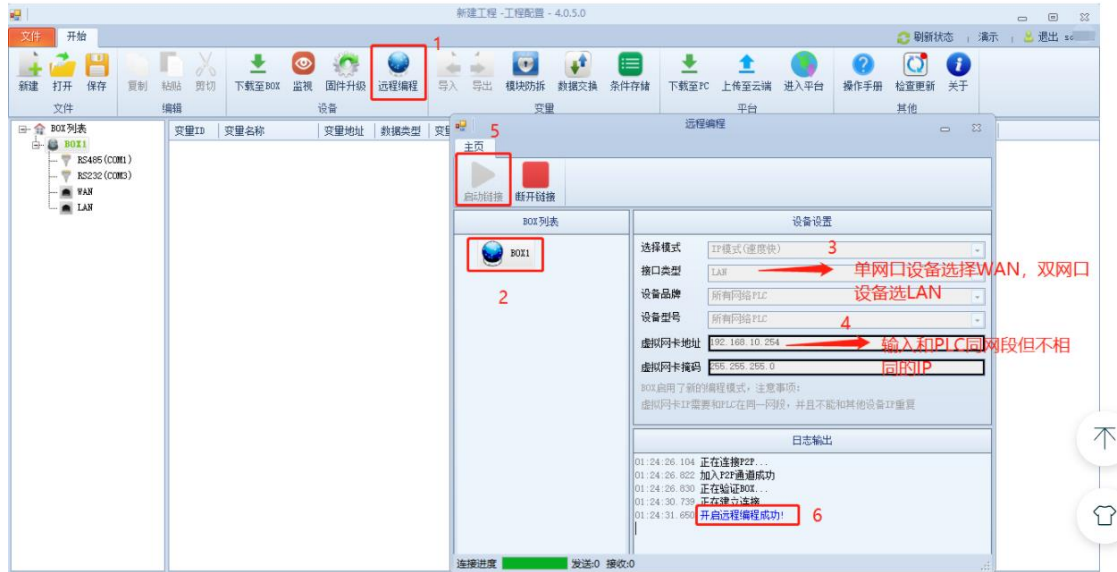 新建工程 -工程配置 - 4.0.5.0
文件 开始
刷新状态 演示 退出
1
新建 打开 保存 复制 粘贴 剪切 下载至BOX 监视 固件升级 远程编程 导入 导出 模块防拆 数据交换 条件存储 下载至PC 上传至云端 进入平台 操作手册 检查更新 关于
文件 编辑 设备 变量 平台 其他
BOX列表
BOX1
RS485(COM1)
RS232(COM3)
WAN
LAN
变量ID 变量名称 变量地址 数据类型
远程编程
5
主页
启动链接 断开链接
BOX列表
BOX1
2
设备设置
选择模式 IP模式(速度快)
3
接口类型 LAN
单网口设备选择WAN，双网口
设备选LAN
设备品牌 所有网络PLC
设备型号 所有网络PLC
4
虚拟网卡地址 192.168.10.254
输入和PLC同网段但不相
同的IP
虚拟网卡掩码 255.255.255.0
BOX启用了新的编程模式，注意事项:
虚拟网卡IP需要和PLC在同一网段，并且不能和其他设备IP重复
日志输出
01:24:26.104 正在连接P2P...
01:24:26.822 加入P2P通道成功
01:24:26.830 正在验证BOX...
01:24:30.739 正在建立连接
01:24:31.650 开启远程编程成功!
6
连接进度 发送:0 接收:0